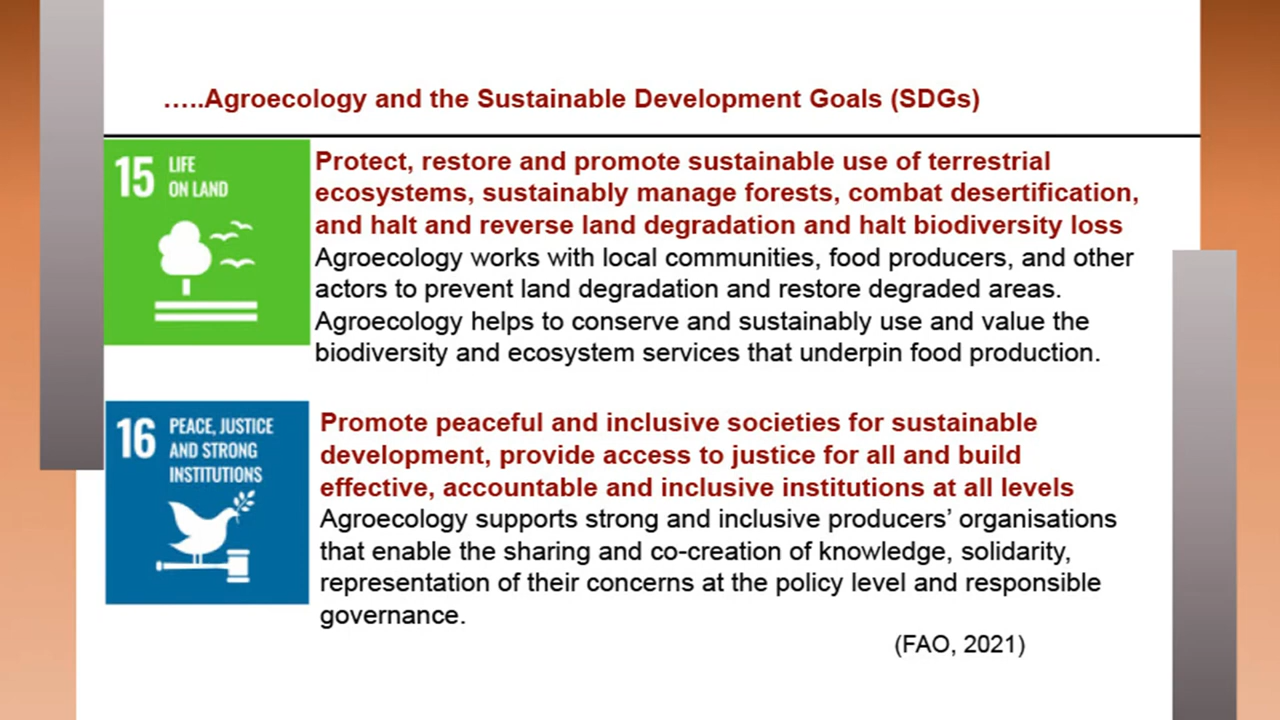 .....Agroecology and the Sustainable Development Goals (SDGs)
15 LIFE
ON LAND
Protect, restore and promote sustainable use of terrestrial
ecosystems, sustainably manage forests, combat desertification,
and halt and reverse land degradation and halt biodiversity loss
Agroecology works with local communities, food producers, and other
actors to prevent land degradation and restore degraded areas.
Agroecology helps to conserve and sustainably use and value the
biodiversity and ecosystem services that underpin food production.
16 PEACE, JUSTICE
AND STRONG
INSTITUTIONS
Promote peaceful and inclusive societies for sustainable
development, provide access to justice for all and build
effective, accountable and inclusive institutions at all levels
Agroecology supports strong and inclusive producers’ organisations
that enable the sharing and co-creation of knowledge, solidarity,
representation of their concerns at the policy level and responsible
governance.
(FAO, 2021)